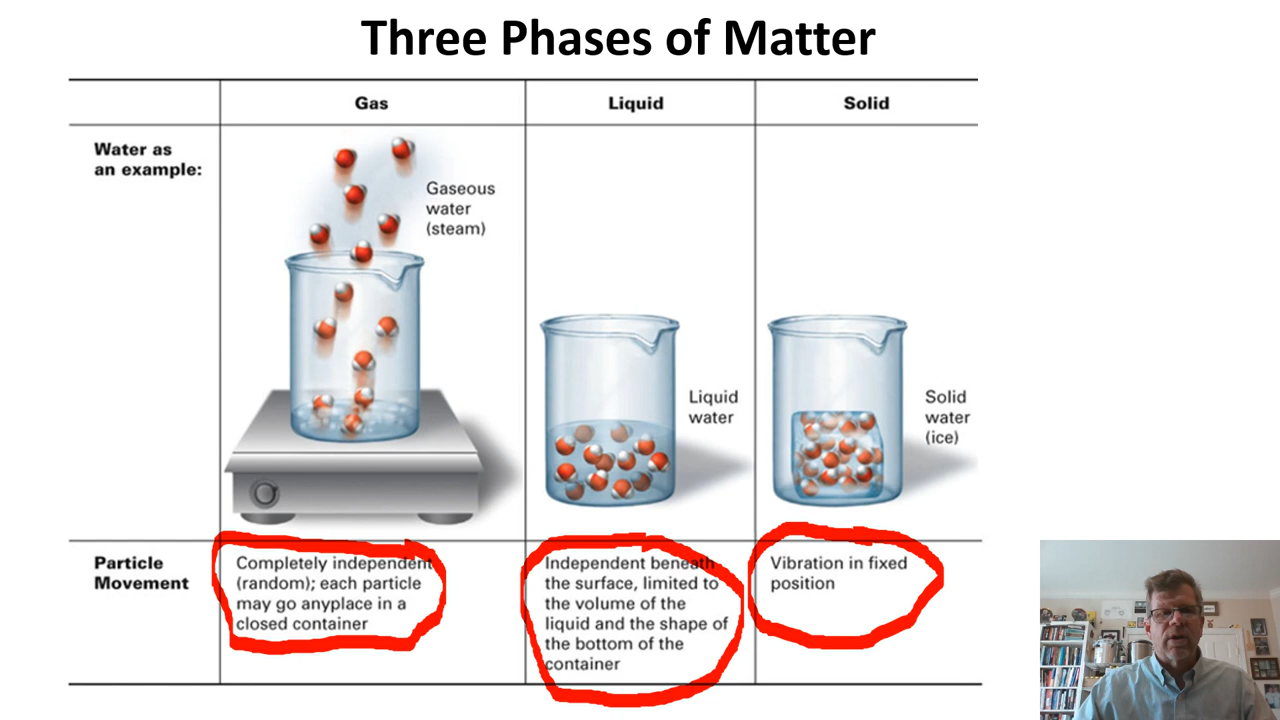 Three Phases of Matter
Gas
Liquid
Solid
Water as
an example:
Gaseous
water
(steam)
Liquid
water
Solid
water
(ice)
Particle
Movement
Completely independent
(random); each particle
may go anyplace in a
closed container
Independent beneath
the surface, limited to
the volume of the
liquid and the shape of
the bottom of the
container
Vibration in fixed
position